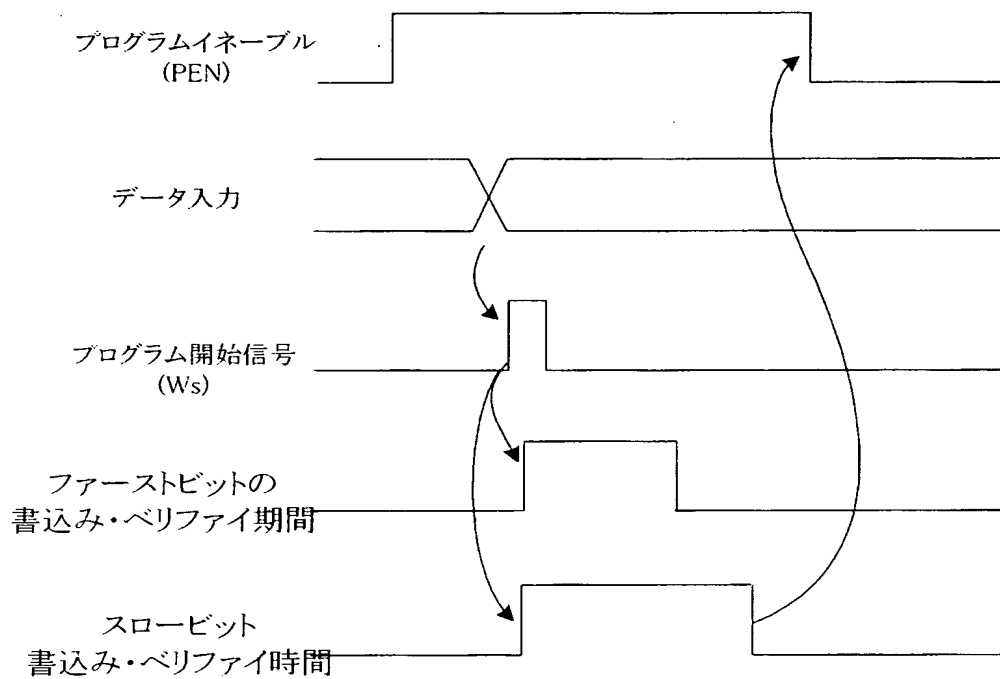 プログラムイネーブル
(PEN)
データ入力
プログラム開始信号
(Ws)
ファーストビットの
書込み・ベリファイ期間
スロービット
書込み・ベリファイ時間